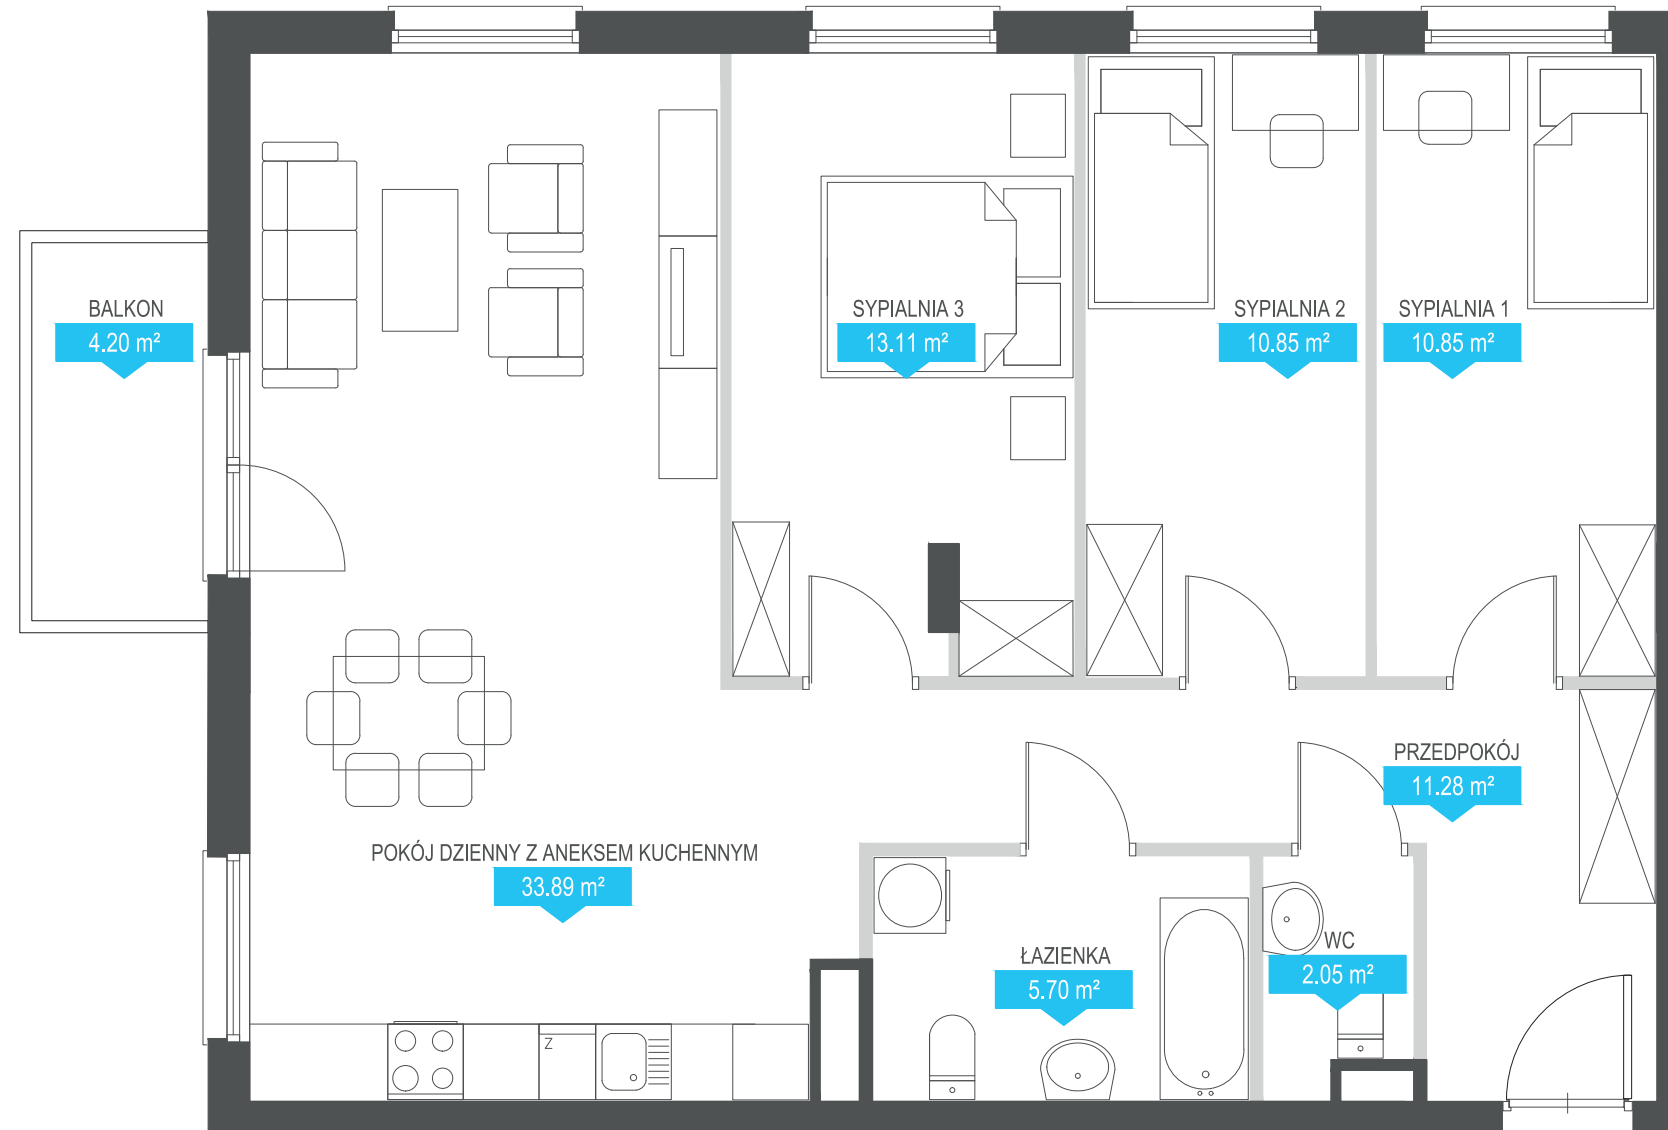 BALKON
4.20 m²
SYPIALNIA 3
13.11 m²
SYPIALNIA 2
10.85 m²
SYPIALNIA 1
10.85 m²
PRZEDPOKÓJ
11.28 m²
POKÓJ DZIENNY Z ANEKSEM KUCHENNYM
33.89 m²
ŁAZIENKA
5.70 m²
WC
2.05 m²
Z